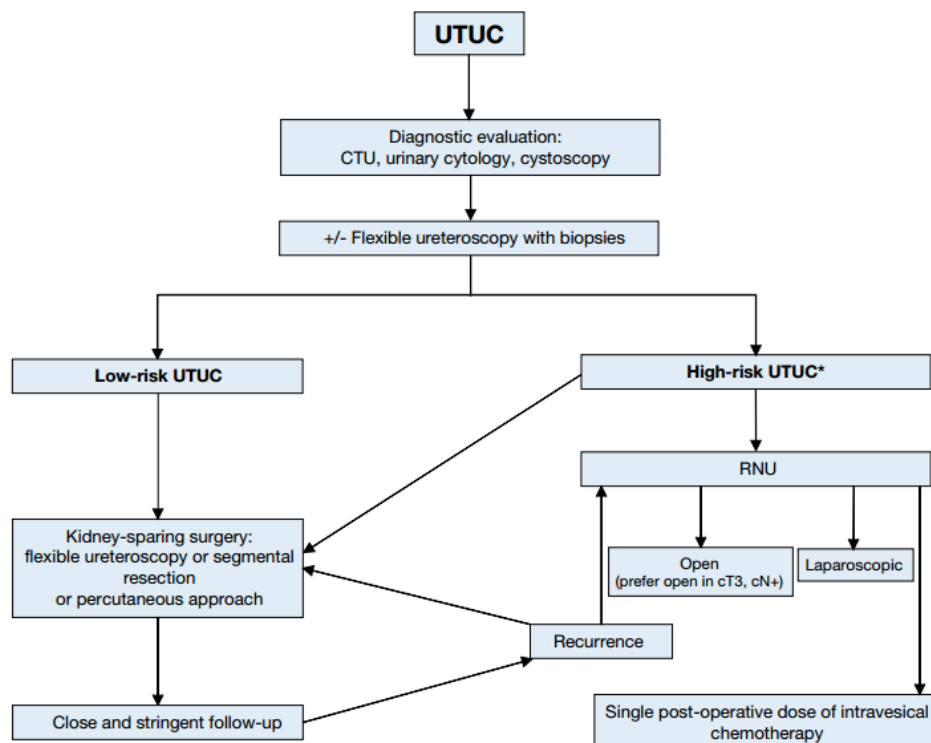 UTUC
Diagnostic evaluation:
CTU, urinary cytology, cystoscopy
+/- Flexible ureteroscopy with biopsies
Low-risk UTUC
High-risk UTUC*
RNU
Kidney-sparing surgery:
flexible ureteroscopy or segmental
resection
or percutaneous approach
Open
(prefer open in cT3, cN+)
Laparoscopic
Recurrence
Close and stringent follow-up
Single post-operative dose of intravesical
chemotherapy